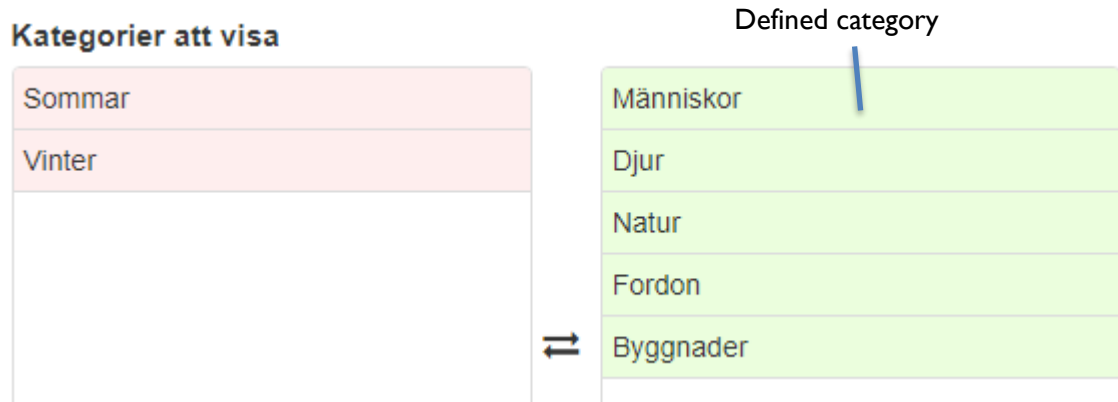 Defined category
Kategorier att visa
Sommar
Vinter
Människor
Djur
Natur
Fordon
Byggnader